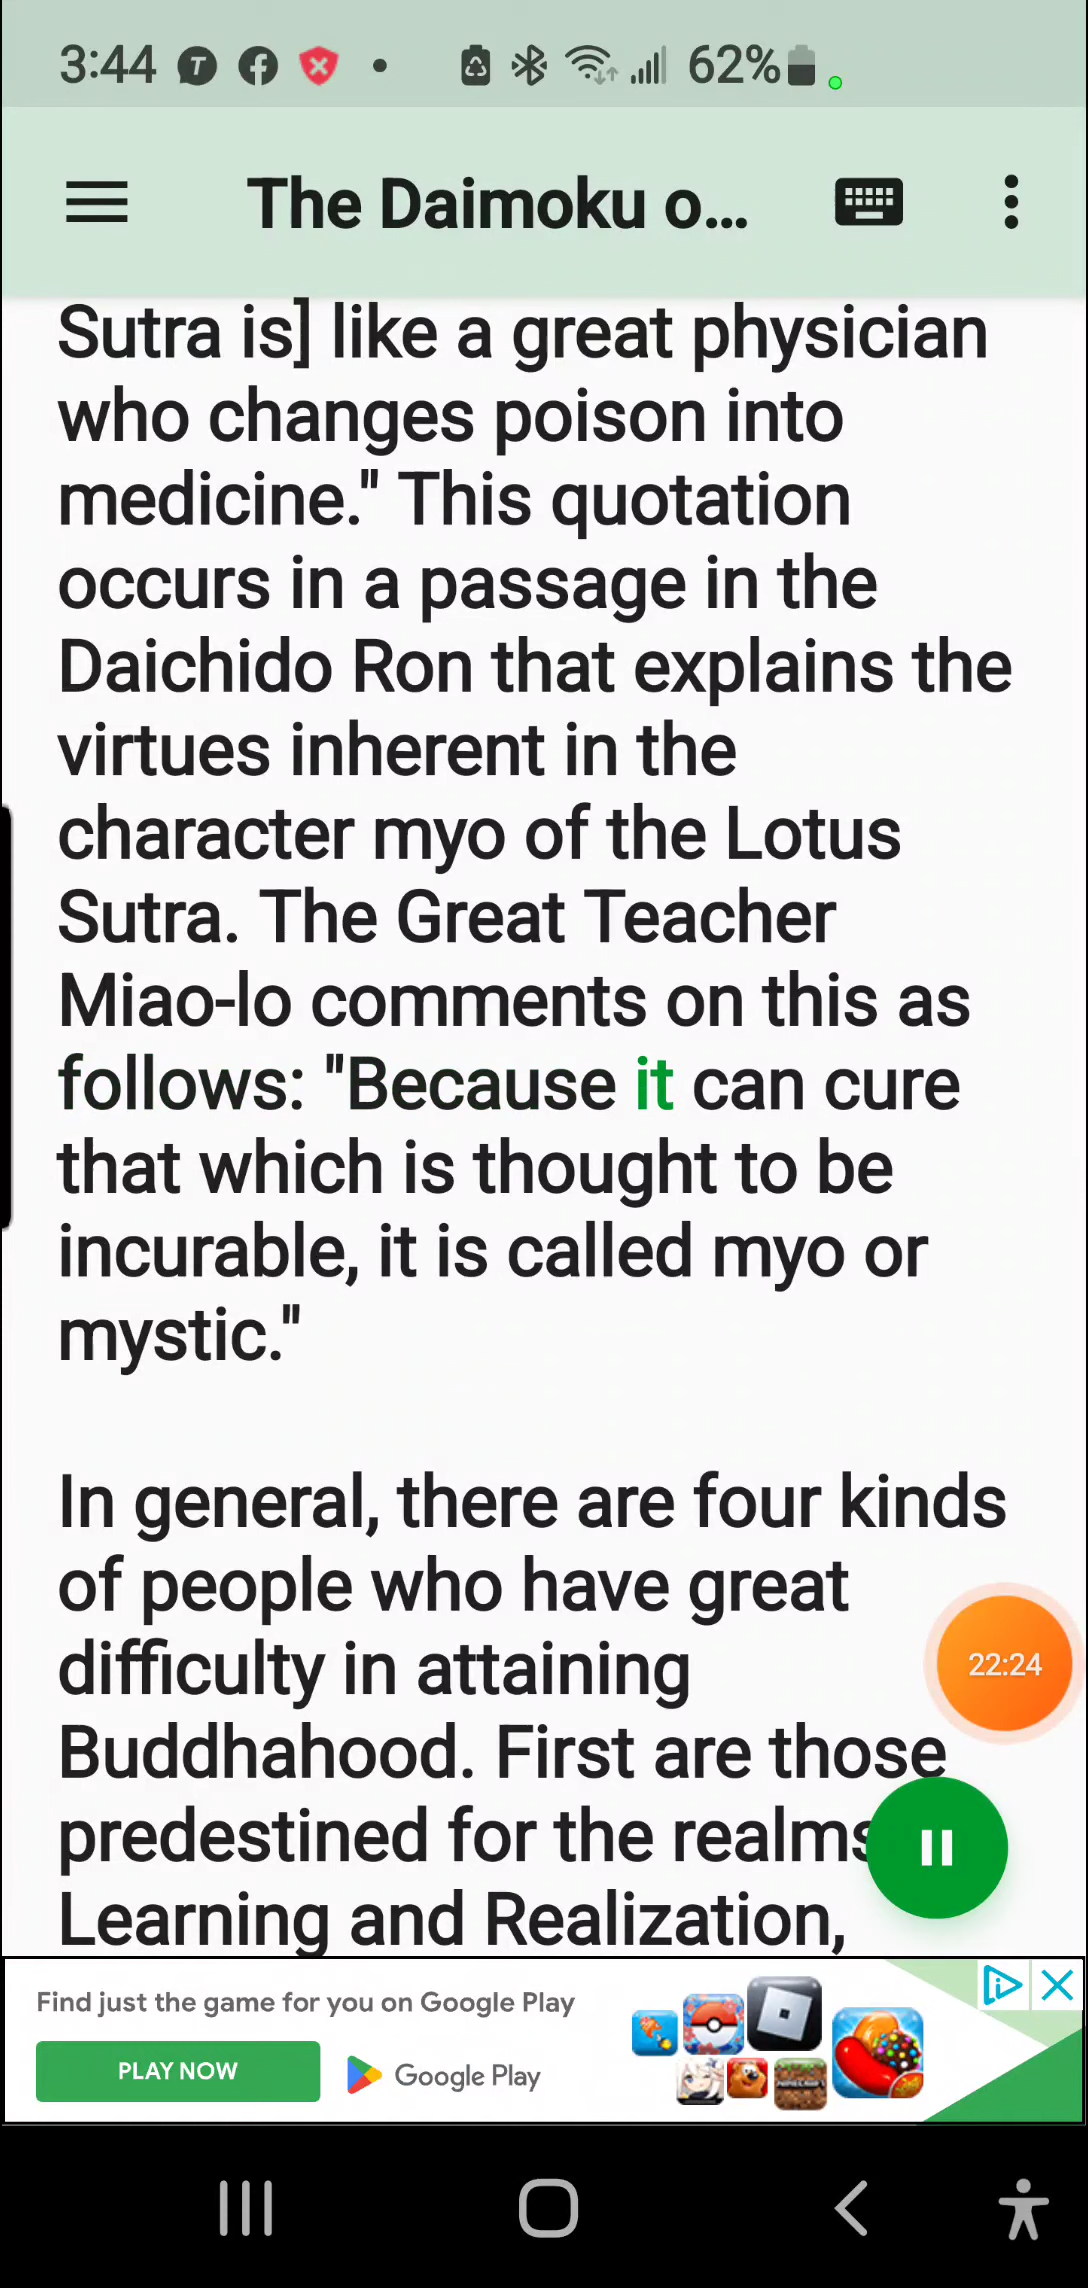 3:44
62%
The Daimoku o...
Sutra is] like a great physician
who changes poison into
medicine." This quotation
occurs in a passage in the
Daichido Ron that explains the
virtues inherent in the
character myo of the Lotus
Sutra. The Great Teacher
Miao-lo comments on this as
follows: "Because it can cure
that which is thought to be
incurable, it is called myo or
mystic."
In general, there are four kinds
of people who have great
difficulty in attaining
22:24
Buddhahood. First are those
predestined for the realms
Learning and Realization,
Find just the game for you on Google Play
PLAY NOW
Google Play